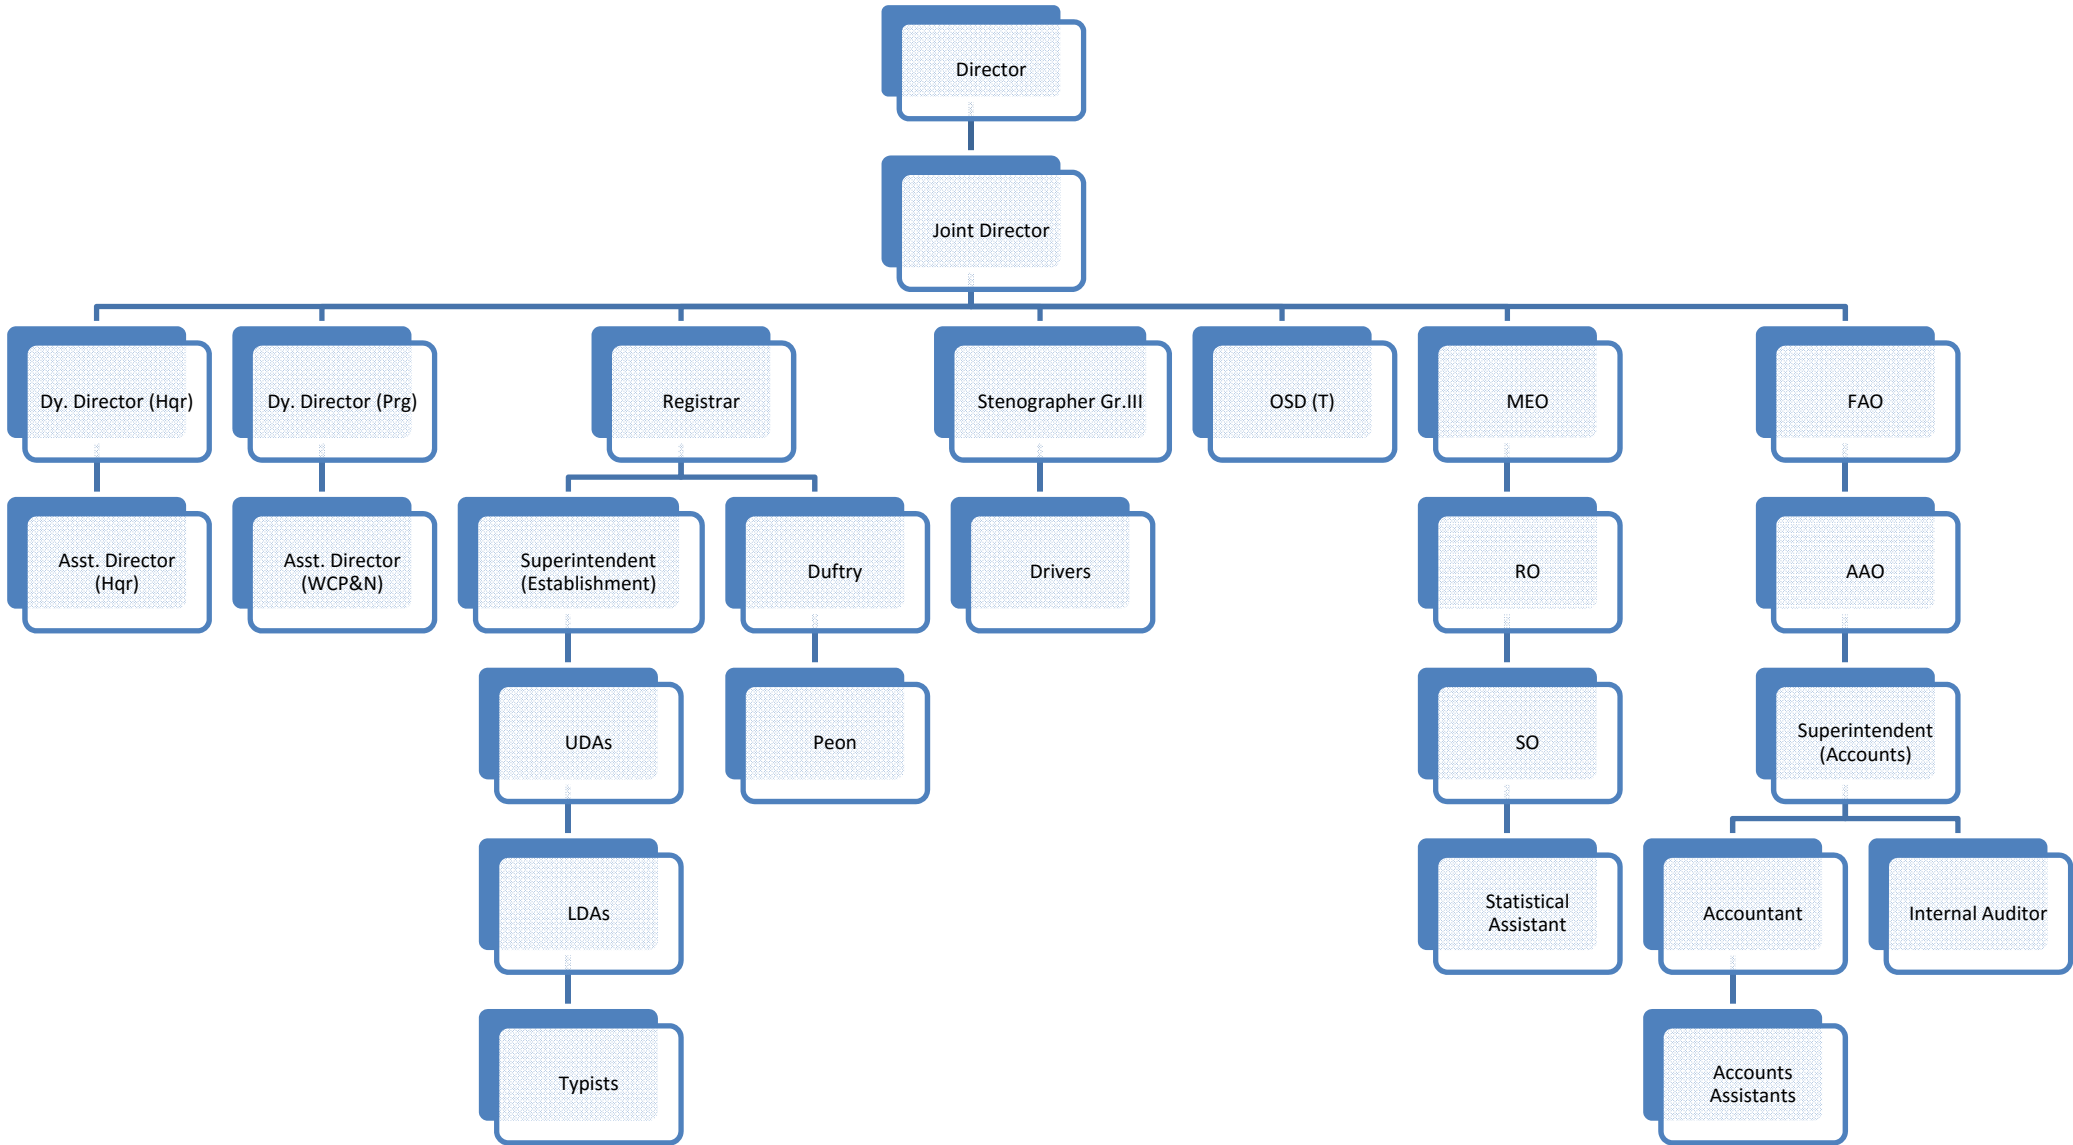 Director
Joint Director
Dy. Director (Hqr)
Dy. Director (Prg)
Registrar
Stenographer Gr.III
OSD (T)
MEO
FAO
Asst. Director
(Hqr)
Asst. Director
(WCP&N)
Superintendent
(Establishment)
Duftry
Drivers
RO
AAO
UDAs
Peon
SO
Superintendent
(Accounts)
LDAs
Statistical
Assistant
Accountant
Internal Auditor
Typists
Accounts
Assistants